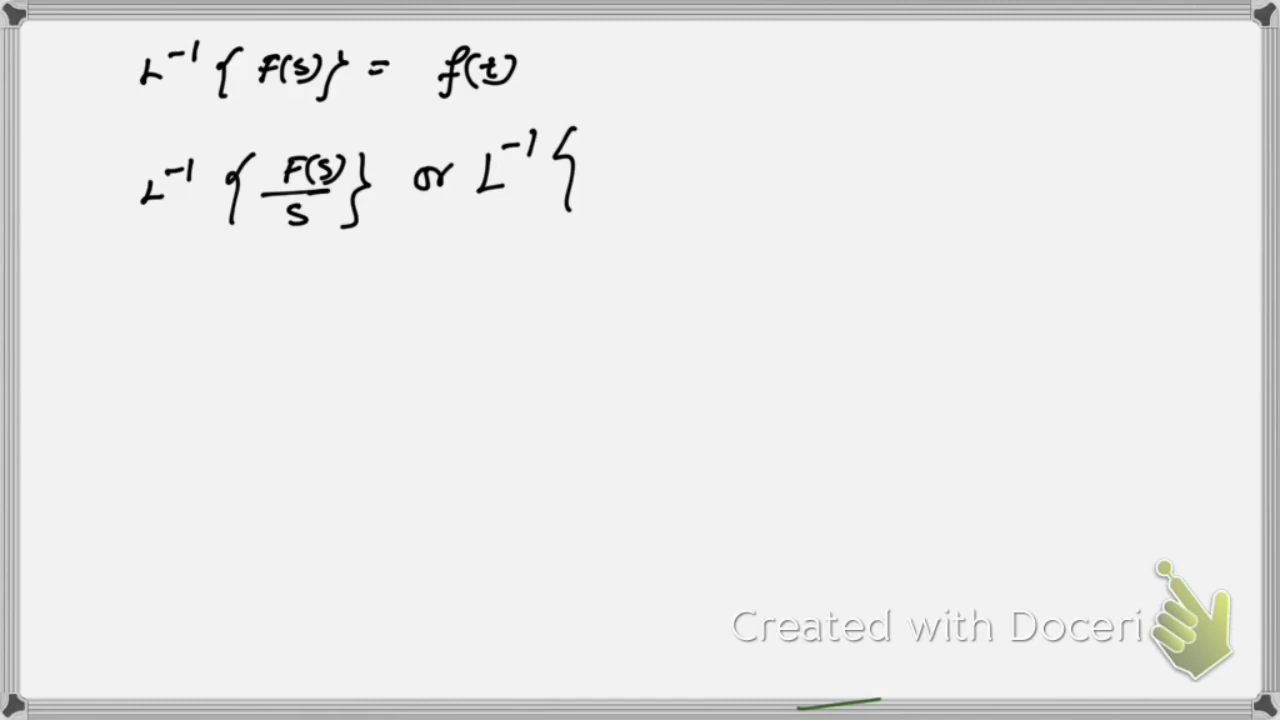 L⁻¹ { F(s) } = f(t)
L⁻¹ { F(s)/s } or L⁻¹ {
Created with Doceri